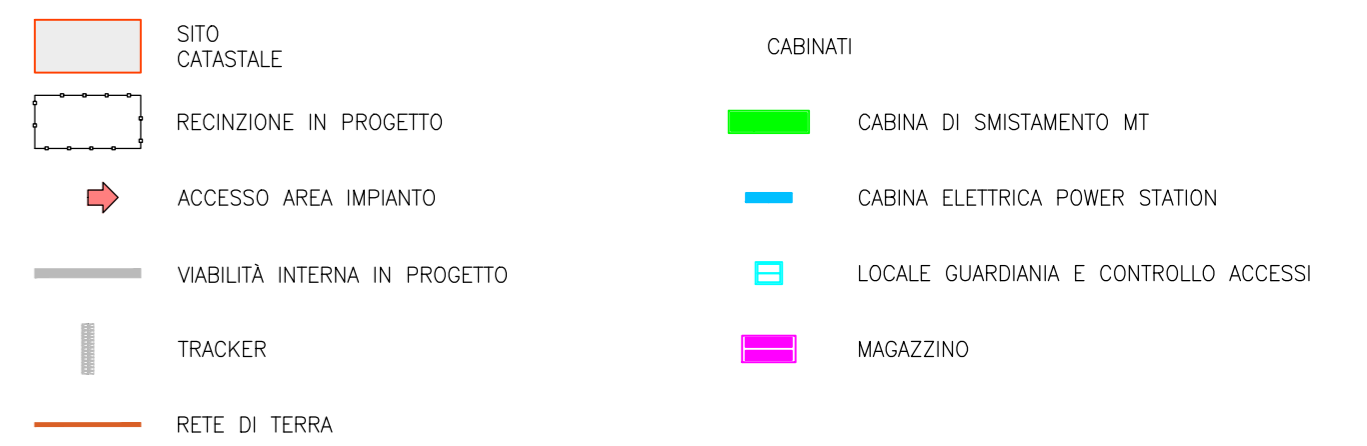 SITO
CATASTALE
RECINZIONE IN PROGETTO
ACCESSO AREA IMPIANTO
VIABILITÀ INTERNA IN PROGETTO
TRACKER
RETE DI TERRA
CABINATI
CABINA DI SMISTAMENTO MT
CABINA ELETTRICA POWER STATION
LOCALE GUARDIANIA E CONTROLLO ACCESSI
MAGAZZINO